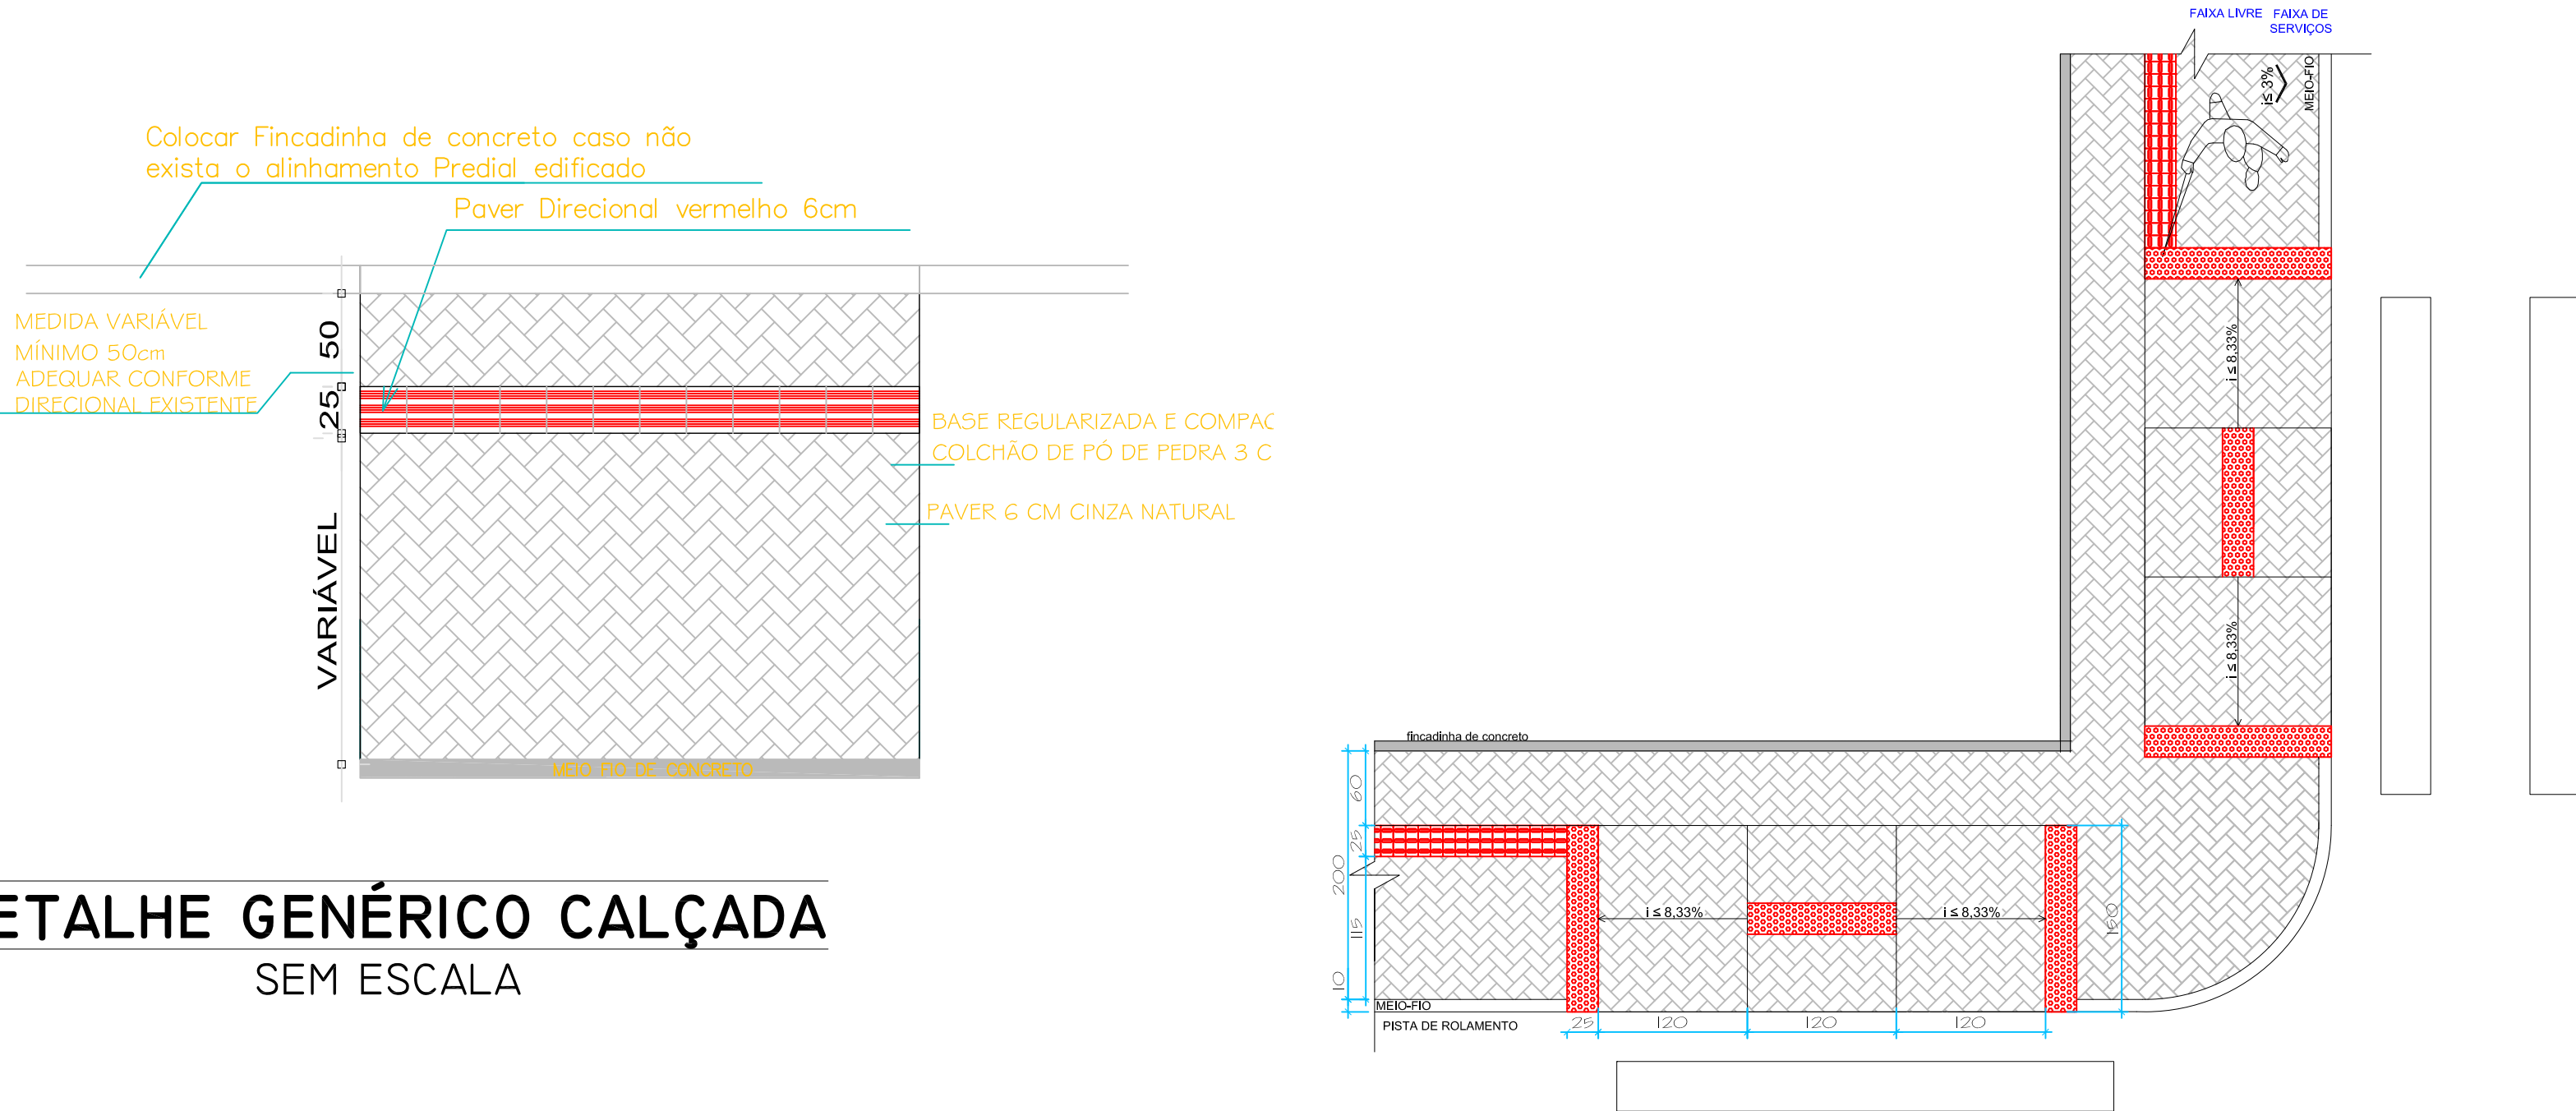 Colocar Fincadinha de concreto caso não
exista o alinhamento Predial edificado
Paver Direcional vermelho 6cm
MEDIDA VARIÁVEL
MÍNIMO 50cm
ADEQUAR CONFORME
DIRECIONAL EXISTENTE
50
25
VARIÁVEL
BASE REGULARIZADA E COMPAC
COLCHÃO DE PÓ DE PEDRA 3 C
PAVER 6 CM CINZA NATURAL
MEIO FIO DE CONCRETO
ETALHE GENÉRICO CALÇADA
SEM ESCALA
FAIXA LIVRE
FAIXA DE
SERVIÇOS
i≤ 3%
MEIO-FIO
i ≤ 8,33%
i ≤ 8,33%
fincadinha de concreto
60
25
200
115
10
i ≤ 8,33%
i ≤ 8,33%
150
MEIO-FIO
PISTA DE ROLAMENTO
25
120
120
120